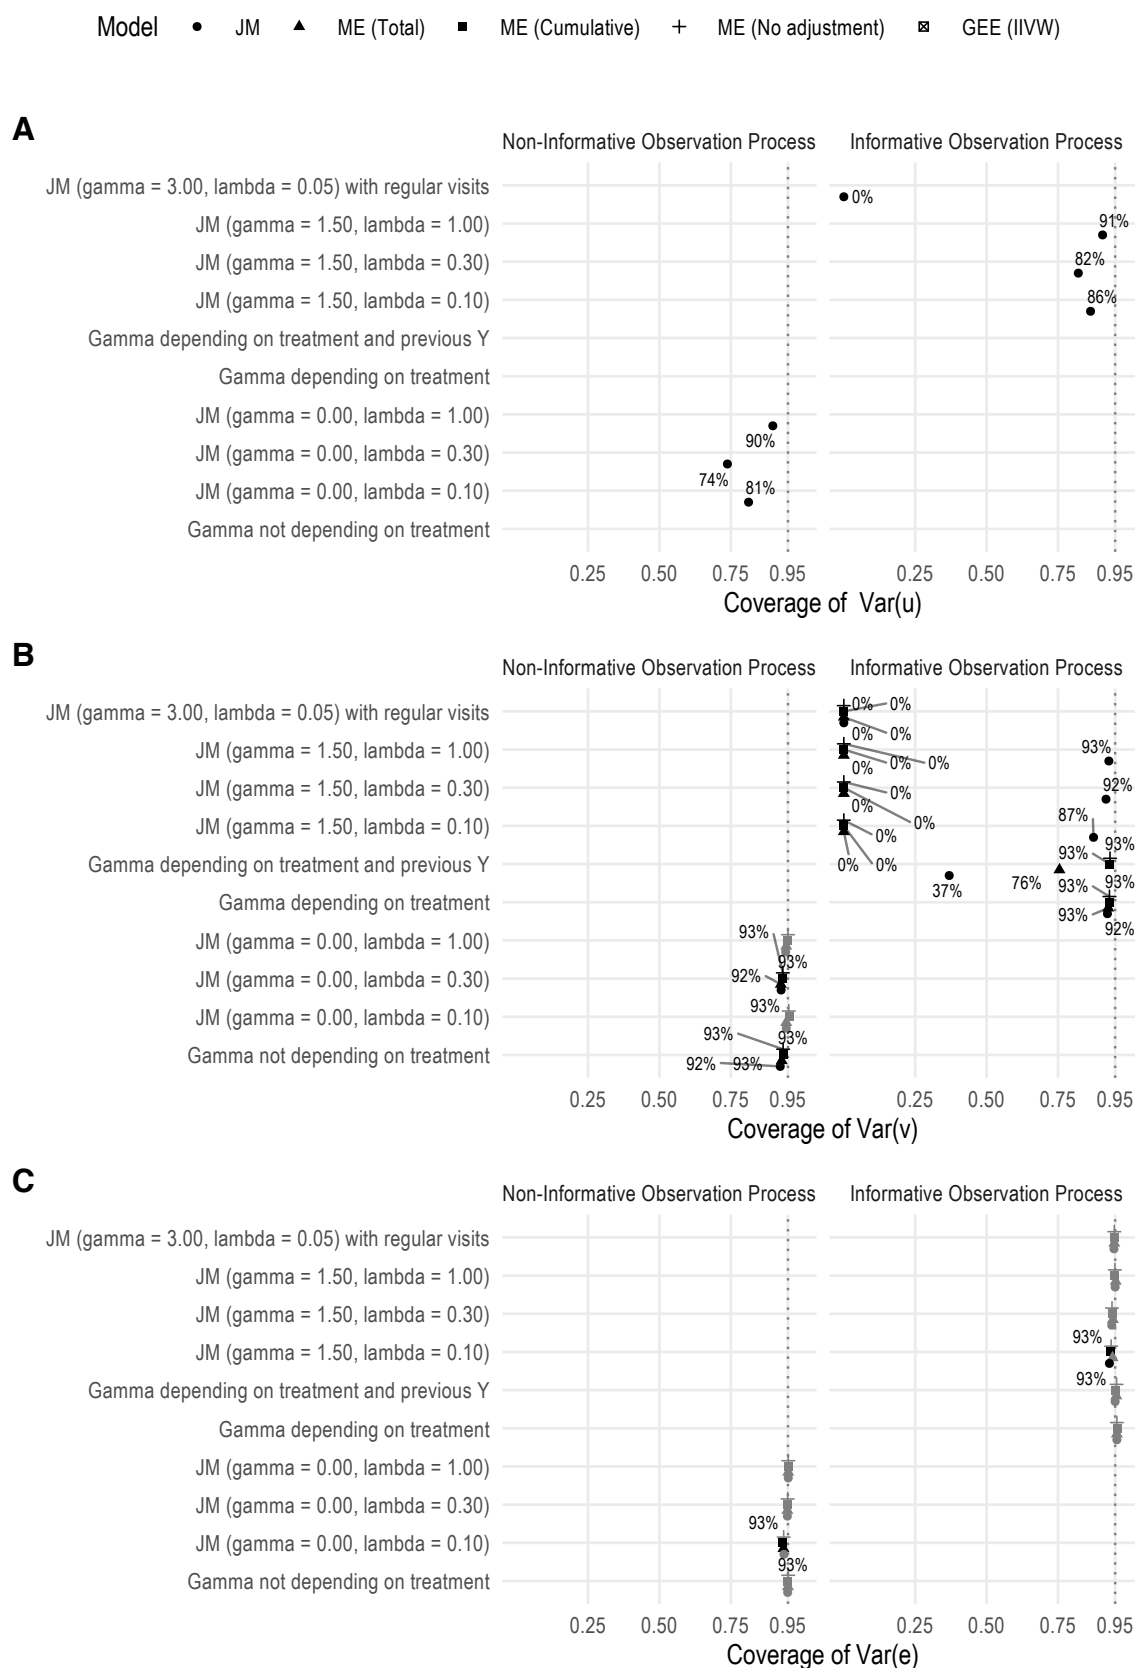 Model JM ME (Total) ME (Cumulative) ME (No adjustment) GEE (IIVW)
A
Non-Informative Observation Process Informative Observation Process
JM (gamma = 3.00, lambda = 0.05) with regular visits
0%
JM (gamma = 1.50, lambda = 1.00)
91%
JM (gamma = 1.50, lambda = 0.30)
82%
JM (gamma = 1.50, lambda = 0.10)
86%
Gamma depending on treatment and previous Y
Gamma depending on treatment
JM (gamma = 0.00, lambda = 1.00)
90%
JM (gamma = 0.00, lambda = 0.30)
74%
JM (gamma = 0.00, lambda = 0.10)
81%
Gamma not depending on treatment
0.25 0.50 0.75 0.95 0.25 0.50 0.75 0.95
Coverage of Var(u)
B
Non-Informative Observation Process Informative Observation Process
JM (gamma = 3.00, lambda = 0.05) with regular visits
0% 0%
0% 0%
JM (gamma = 1.50, lambda = 1.00)
93%
0% 0% 0%
JM (gamma = 1.50, lambda = 0.30)
92%
0%
0%
0%
JM (gamma = 1.50, lambda = 0.10)
87%
0%
0% 0%
Gamma depending on treatment and previous Y
93%
93%
76%
37%
Gamma depending on treatment
93%
93%
93%
92%
JM (gamma = 0.00, lambda = 1.00)
93%
93%
JM (gamma = 0.00, lambda = 0.30)
92%
93%
JM (gamma = 0.00, lambda = 0.10)
93%
93%
Gamma not depending on treatment
92% 93%
0.25 0.50 0.75 0.95 0.25 0.50 0.75 0.95
Coverage of Var(v)
C
Non-Informative Observation Process Informative Observation Process
JM (gamma = 3.00, lambda = 0.05) with regular visits
JM (gamma = 1.50, lambda = 1.00)
JM (gamma = 1.50, lambda = 0.30)
93%
JM (gamma = 1.50, lambda = 0.10)
93%
Gamma depending on treatment and previous Y
Gamma depending on treatment
JM (gamma = 0.00, lambda = 1.00)
JM (gamma = 0.00, lambda = 0.30)
93%
JM (gamma = 0.00, lambda = 0.10)
93%
Gamma not depending on treatment
0.25 0.50 0.75 0.95 0.25 0.50 0.75 0.95
Coverage of Var(e)